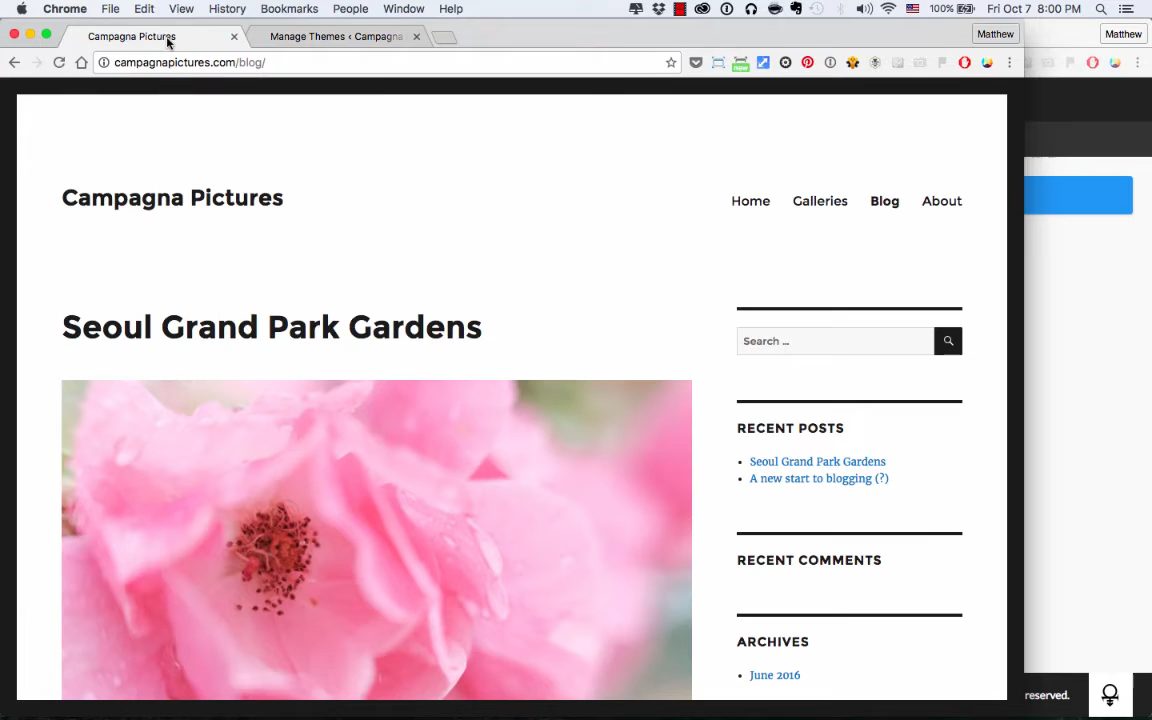 Chrome File Edit View History Bookmarks People Window Help 100% Fri Oct 7 8:00 PM
Campagna Pictures Manage Themes ‹ Campagna Matthew Matthew
campagnapictures.com/blog/
Campagna Pictures
Home Galleries Blog About
Seoul Grand Park Gardens
Search ...
RECENT POSTS
Seoul Grand Park Gardens
A new start to blogging (?)
RECENT COMMENTS
ARCHIVES
June 2016
reserved.